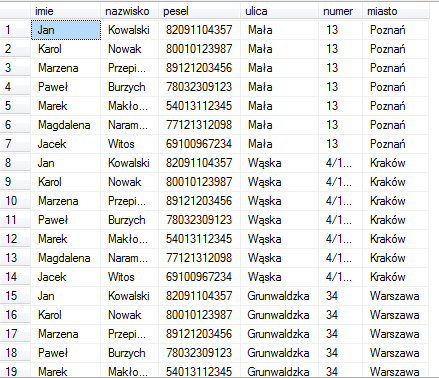 imie nazwisko pesel ulica numer miasto
1 Jan Kowalski 82091104357 Mała 13 Poznań
2 Karol Nowak 80010123987 Mała 13 Poznań
3 Marzena Przepi... 89121203456 Mała 13 Poznań
4 Paweł Burzych 78032309123 Mała 13 Poznań
5 Marek Makło... 54013112345 Mała 13 Poznań
6 Magdalena Naram... 77121312098 Mała 13 Poznań
7 Jacek Witos 69100967234 Mała 13 Poznań
8 Jan Kowalski 82091104357 Wąska 4/1... Kraków
9 Karol Nowak 80010123987 Wąska 4/1... Kraków
10 Marzena Przepi... 89121203456 Wąska 4/1... Kraków
11 Paweł Burzych 78032309123 Wąska 4/1... Kraków
12 Marek Makło... 54013112345 Wąska 4/1... Kraków
13 Magdalena Naram... 77121312098 Wąska 4/1... Kraków
14 Jacek Witos 69100967234 Wąska 4/1... Kraków
15 Jan Kowalski 82091104357 Grunwaldzka 34 Warszawa
16 Karol Nowak 80010123987 Grunwaldzka 34 Warszawa
17 Marzena Przepi... 89121203456 Grunwaldzka 34 Warszawa
18 Paweł Burzych 78032309123 Grunwaldzka 34 Warszawa
19 Marek Makło... 54013112345 Grunwaldzka 34 Warszawa